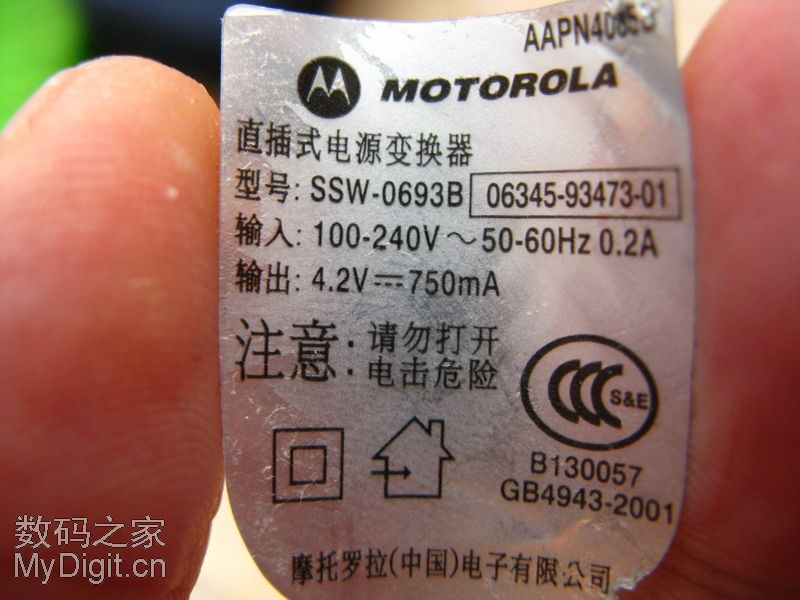 MOTOROLA
直插式电源变换器
型号: SSW-0693B 06345-93473-01
输入: 100-240V～50-60Hz 0.2A
输出: 4.2V⎓750mA
注意: 请勿打开
电击危险
S&E
B130057
GB4943-2001
摩托罗拉(中国)电子有限公司
数码之家
MyDigit.cn